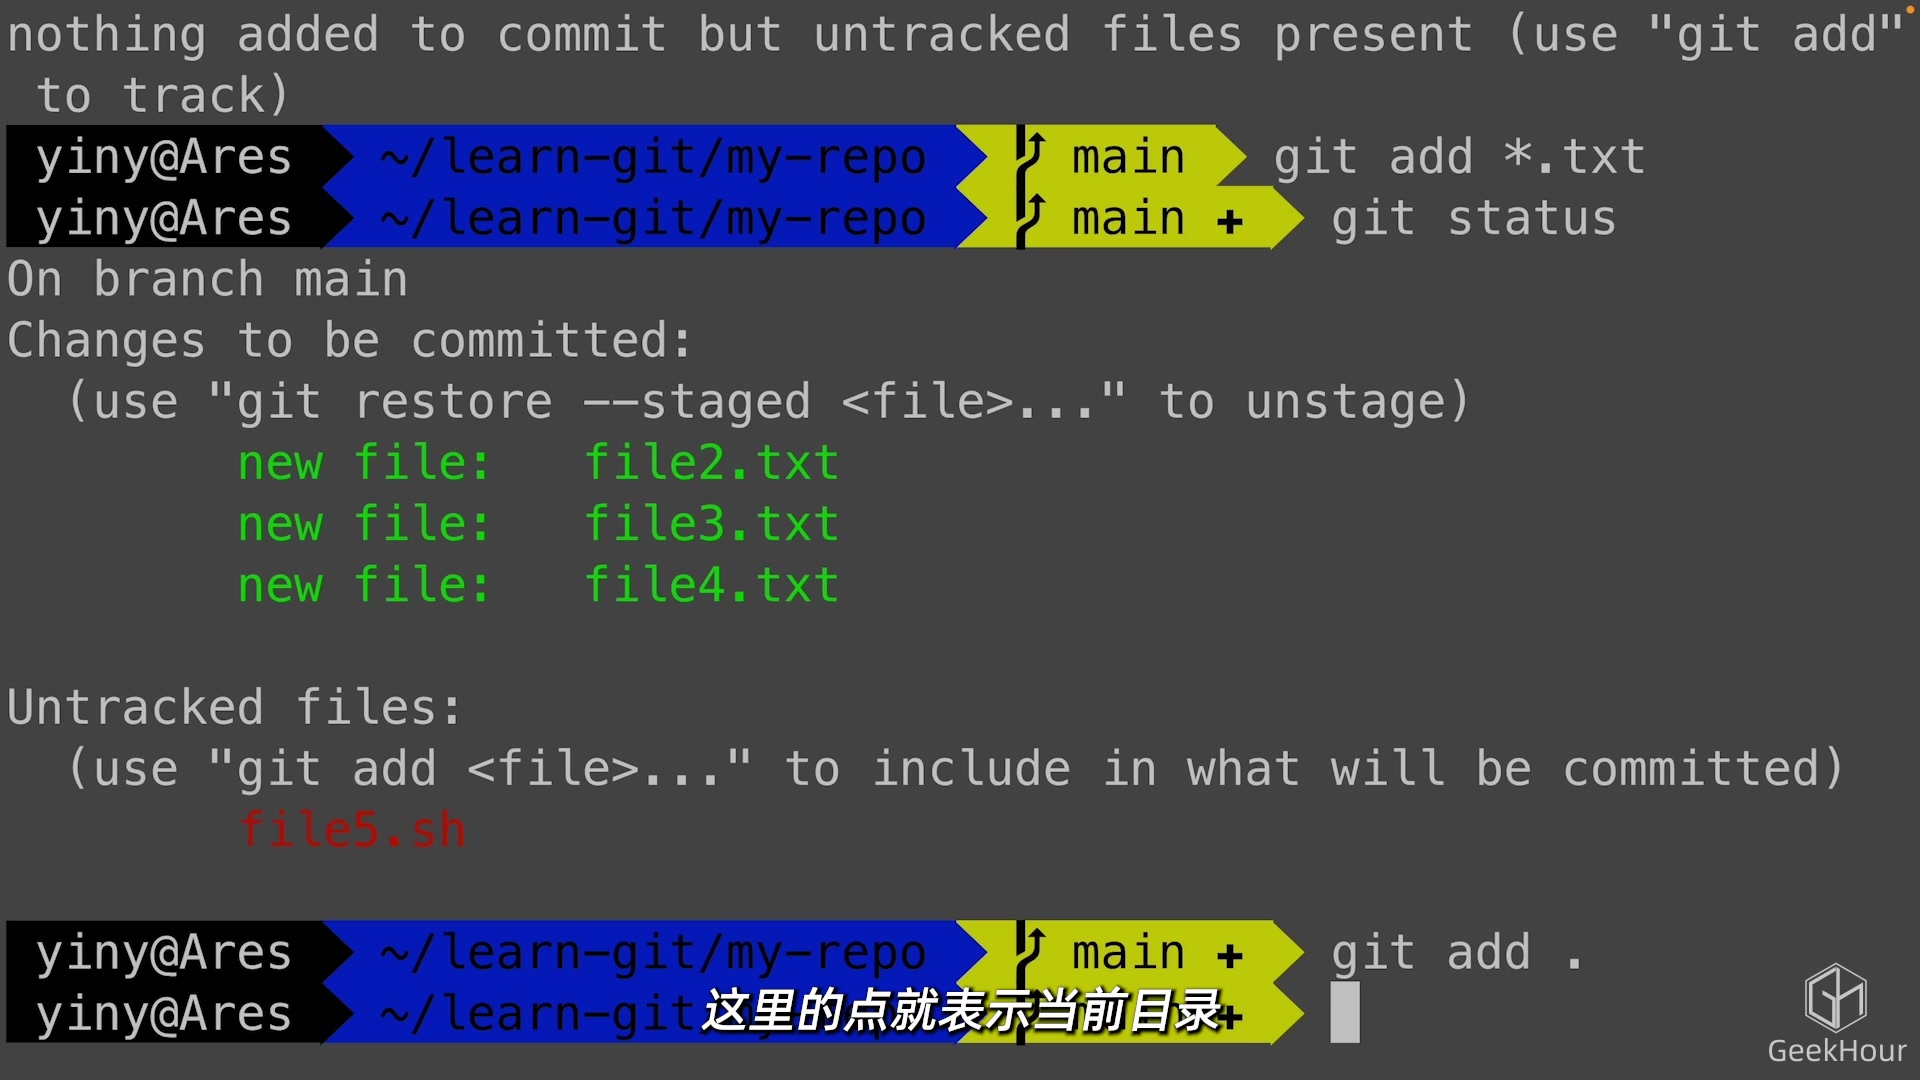 nothing added to commit but untracked files present (use "git add"
 to track)
yiny@Ares ~/learn-git/my-repo main git add *.txt
yiny@Ares ~/learn-git/my-repo main + git status
On branch main
Changes to be committed:
  (use "git restore --staged <file>..." to unstage)
        new file:   file2.txt
        new file:   file3.txt
        new file:   file4.txt
Untracked files:
  (use "git add <file>..." to include in what will be committed)
        file5.sh
yiny@Ares ~/learn-git/my-repo main + git add .
yiny@Ares ~/learn-git +
这里的点就表示当前目录
GeekHour